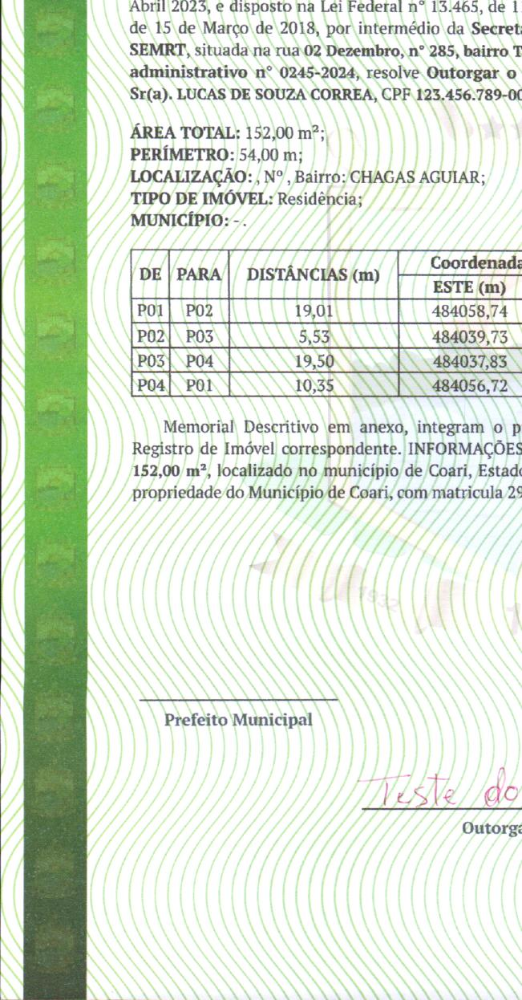 Abril 2023, e disposto na Lei Federal nº 13.465, de 1
de 15 de Março de 2018, por intermédio da Secreta
SEMRT, situada na rua 02 Dezembro, n° 285, bairro T
administrativo n° 0245-2024, resolve Outorgar o
Sr(a). LUCAS DE SOUZA CORREA, CPF 123.456.789-00
ÁREA TOTAL: 152,00 m²;
PERÍMETRO: 54,00 m;
LOCALIZAÇÃO: , Nº , Bairro: CHAGAS AGUIAR;
TIPO DE IMÓVEL: Residência;
MUNICÍPIO: - .
DE PARA DISTÂNCIAS (m) Coordenada
ESTE (m)
P01 P02 19,01 484058,74
P02 P03 5,53 484039,73
P03 P04 19,50 484037,83
P04 P01 10,35 484056,72
Memorial Descritivo em anexo, integram o p
Registro de Imóvel correspondente. INFORMAÇÕES
152,00 m², localizado no município de Coari, Estado
propriedade do Município de Coari, com matricula 29
1932
Prefeito Municipal
Teste do
Outorga